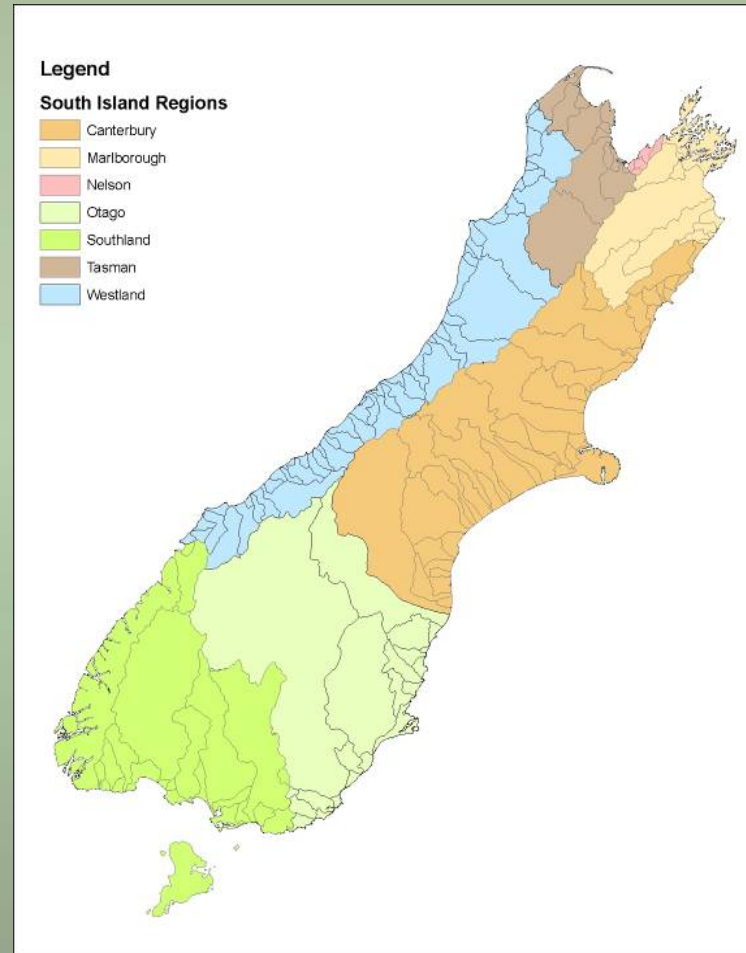 Legend
South Island Regions
Canterbury
Marlborough
Nelson
Otago
Southland
Tasman
Westland